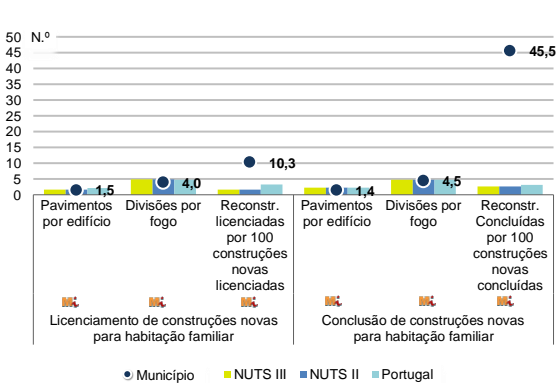 50 N.º
45
40
35
30
25
20
15
10
5
0
1,5
4,0
10,3
1,4
4,5
45,5
Pavimentos
por edifício
Divisões por
fogo
Reconstr.
licenciadas
por 100
construções
novas
licenciadas
Pavimentos
por edifício
Divisões por
fogo
Reconstr.
Concluídas
por 100
construções
novas
concluídas
Licenciamento de construções novas
para habitação familiar
Conclusão de construções novas
para habitação familiar
Município NUTS III NUTS II Portugal